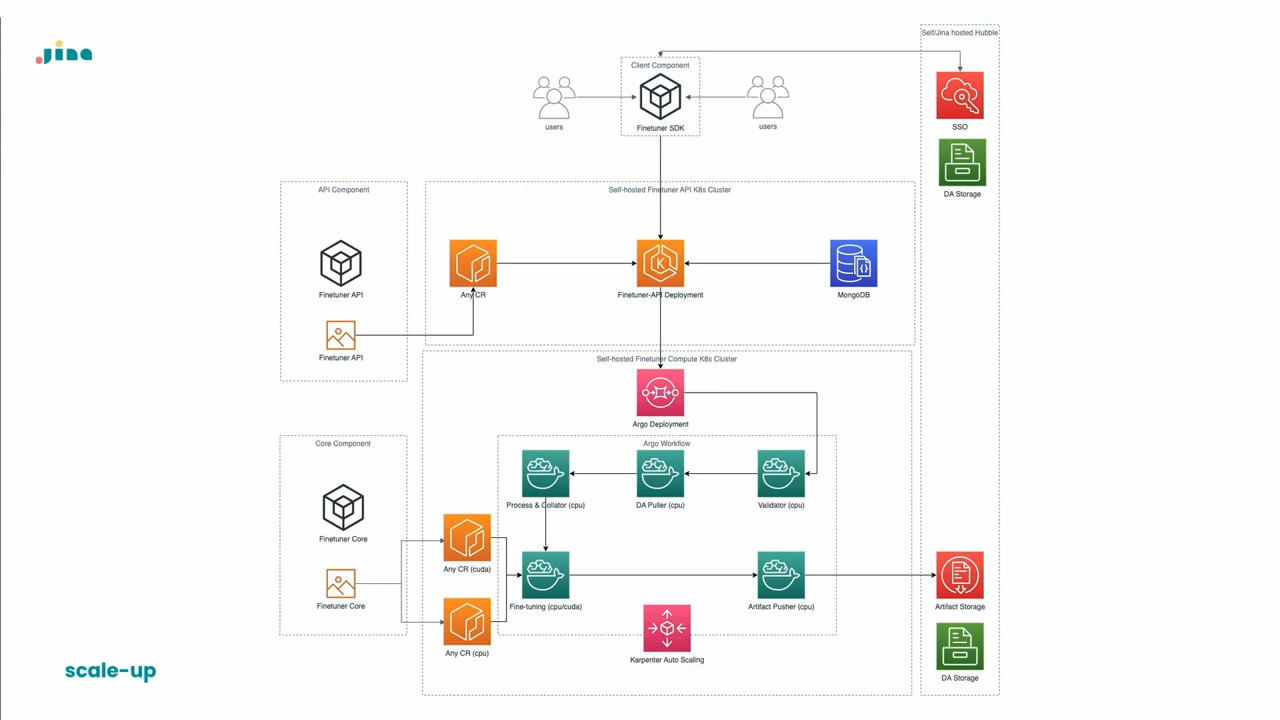 Jina
Self/Jina hosted Hubble
Client Component
Finetuner SDK
users
users
SSO
DA Storage
API Component
Finetuner API
Finetuner API
Self-hosted Finetuner API K8s Cluster
Any CR
Finetuner-API Deployment
MongoDB
Self-hosted Finetuner Compute K8s Cluster
Argo Deployment
Argo Workflow
Process & Collator (cpu)
DA Puller (cpu)
Validator (cpu)
Core Component
Finetuner Core
Finetuner Core
Any CR (cuda)
Any CR (cpu)
Fine-tuning (cpu/cuda)
Artifact Pusher (cpu)
Karpenter Auto Scaling
Artifact Storage
DA Storage
scale-up